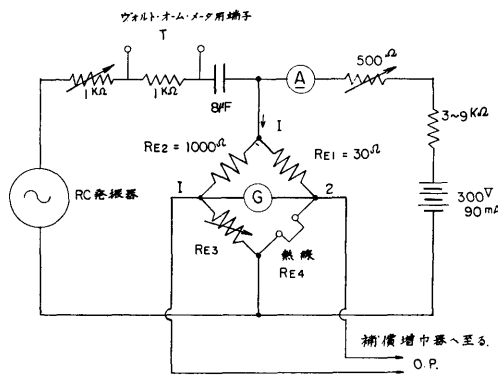 ヴォルト・オーム・メータ用端子
T
1KΩ
1KΩ
8μF
A
500Ω
3~9KΩ
I
RE2 = 1000Ω
RE1 = 30Ω
RC発振器
I
G
2
300V
90mA
RE3
熱線
RE4
補償増巾器へ至る.
O.P.